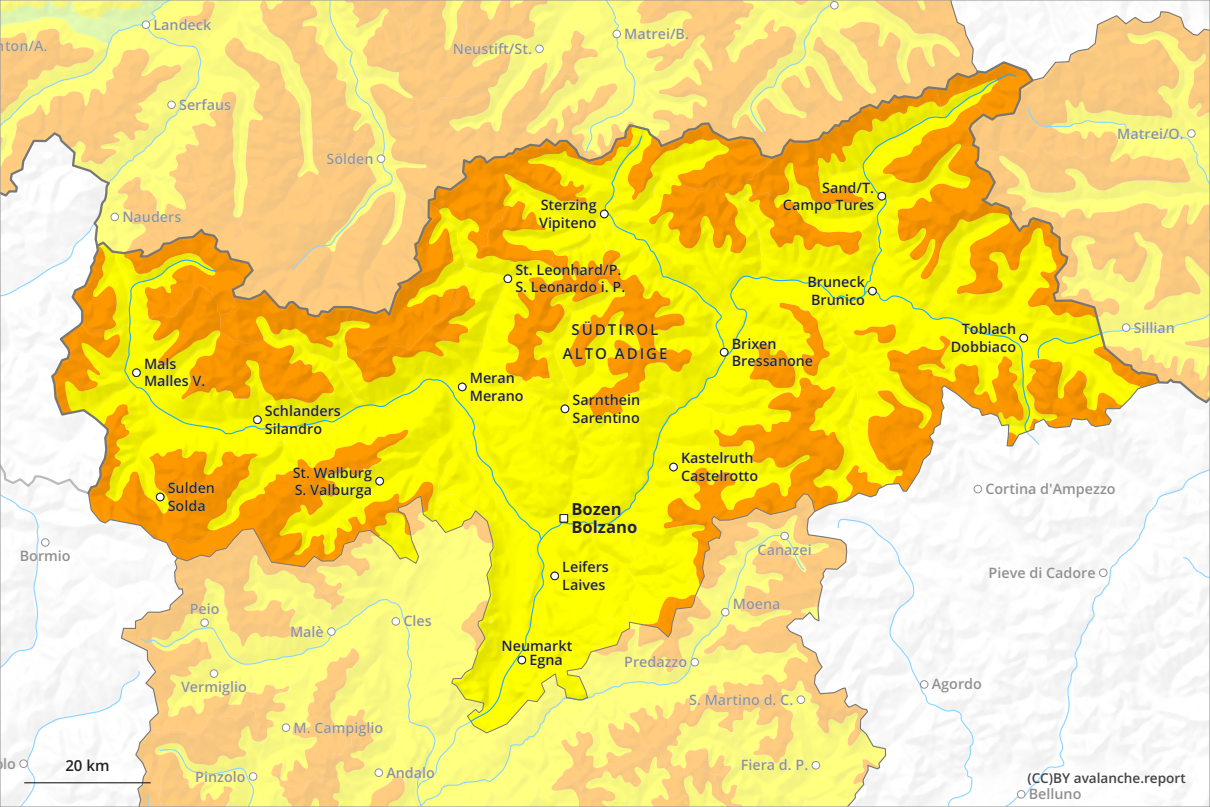 Landeck
nton/A.
Neustift/St.
Matrei/B.
Serfaus
Matrei/O.
Sölden
Sand/T.
Campo Tures
Nauders
Sterzing
Vipiteno
St. Leonhard/P.
S. Leonardo i. P.
Bruneck
Brunico
SÜDTIROL
ALTO ADIGE
Toblach
Dobbiaco
Sillian
Brixen
Bressanone
Mals
Malles V.
Meran
Merano
Sarnthein
Sarentino
Schlanders
Silandro
Kastelruth
Castelrotto
St. Walburg
S. Valburga
Sulden
Solda
Cortina d'Ampezzo
Bozen
Bolzano
Bormio
Canazei
Leifers
Laives
Pieve di Cadore
Peio
Moena
Malè
Cles
Neumarkt
Egna
Predazzo
Vermiglio
Agordo
S. Martino d. C.
M. Campiglio
olo
20 km
Pinzolo
Andalo
Fiera d. P.
(CC)BY avalanche.report
Belluno